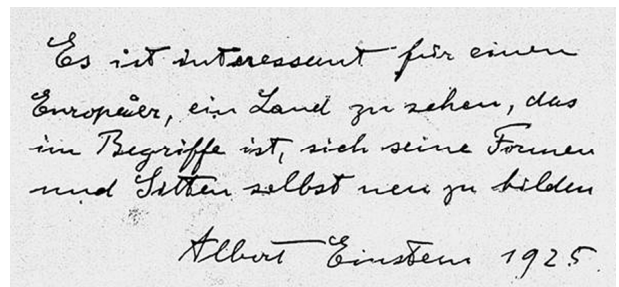 Es ist interessant für einen
Europäer, ein Land zu sehen, das
im Begriffe ist, sich seine Formen
und Sitten selbst neu zu bilden
Albert Einstein 1925.